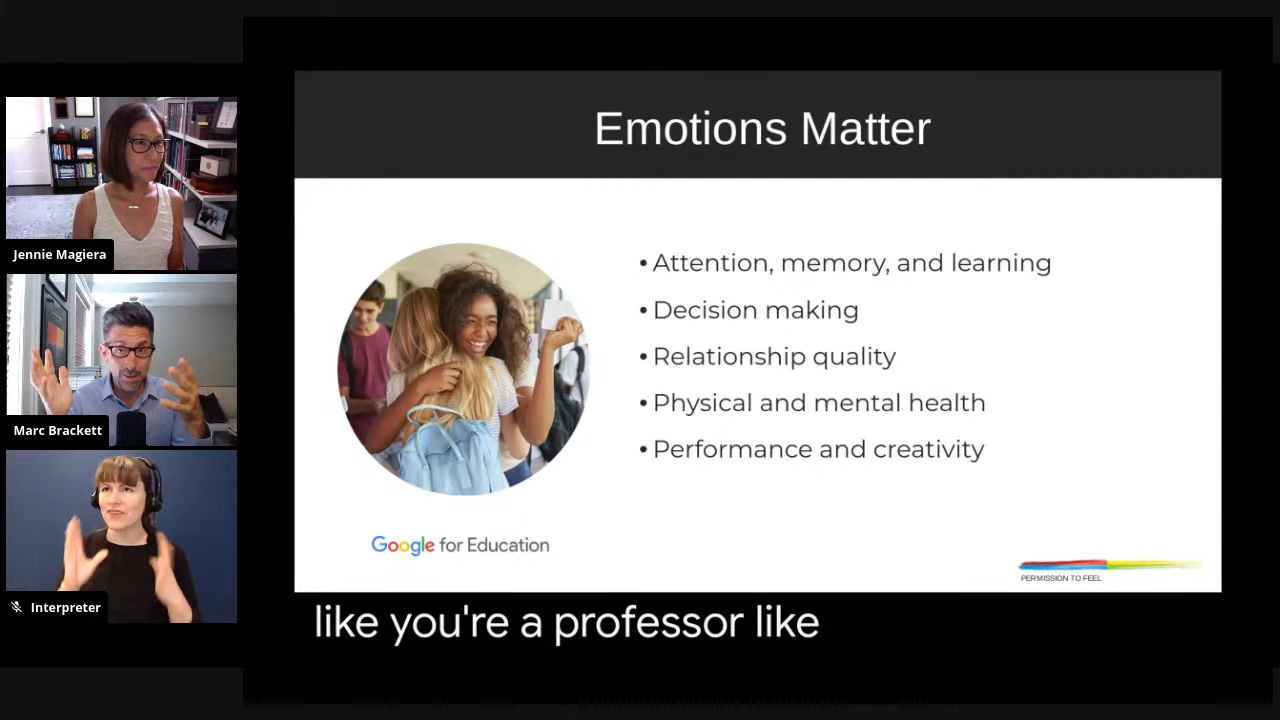 Emotions Matter
Jennie Magiera
Marc Brackett
Interpreter
• Attention, memory, and learning
• Decision making
• Relationship quality
• Physical and mental health
• Performance and creativity
Google for Education
PERMISSION TO FEEL
like you're a professor like